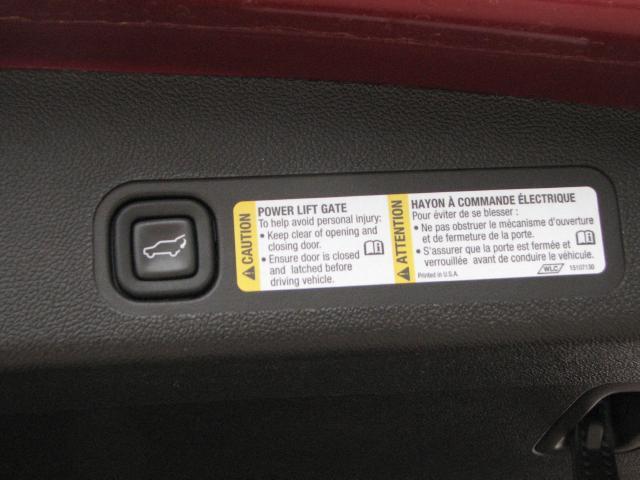 CAUTION
POWER LIFT GATE
To help avoid personal injury:
• Keep clear of opening and
closing door.
• Ensure door is closed
and latched before
driving vehicle.
ATTENTION
HAYON À COMMANDE ÉLECTRIQUE
Pour éviter de se blesser :
• Ne pas obstruer le mécanisme d'ouverture
et de fermeture de la porte.
• S'assurer que la porte est fermée et
verrouillée avant de conduire le véhicule.
Printed in U.S.A.
WLC
15107130